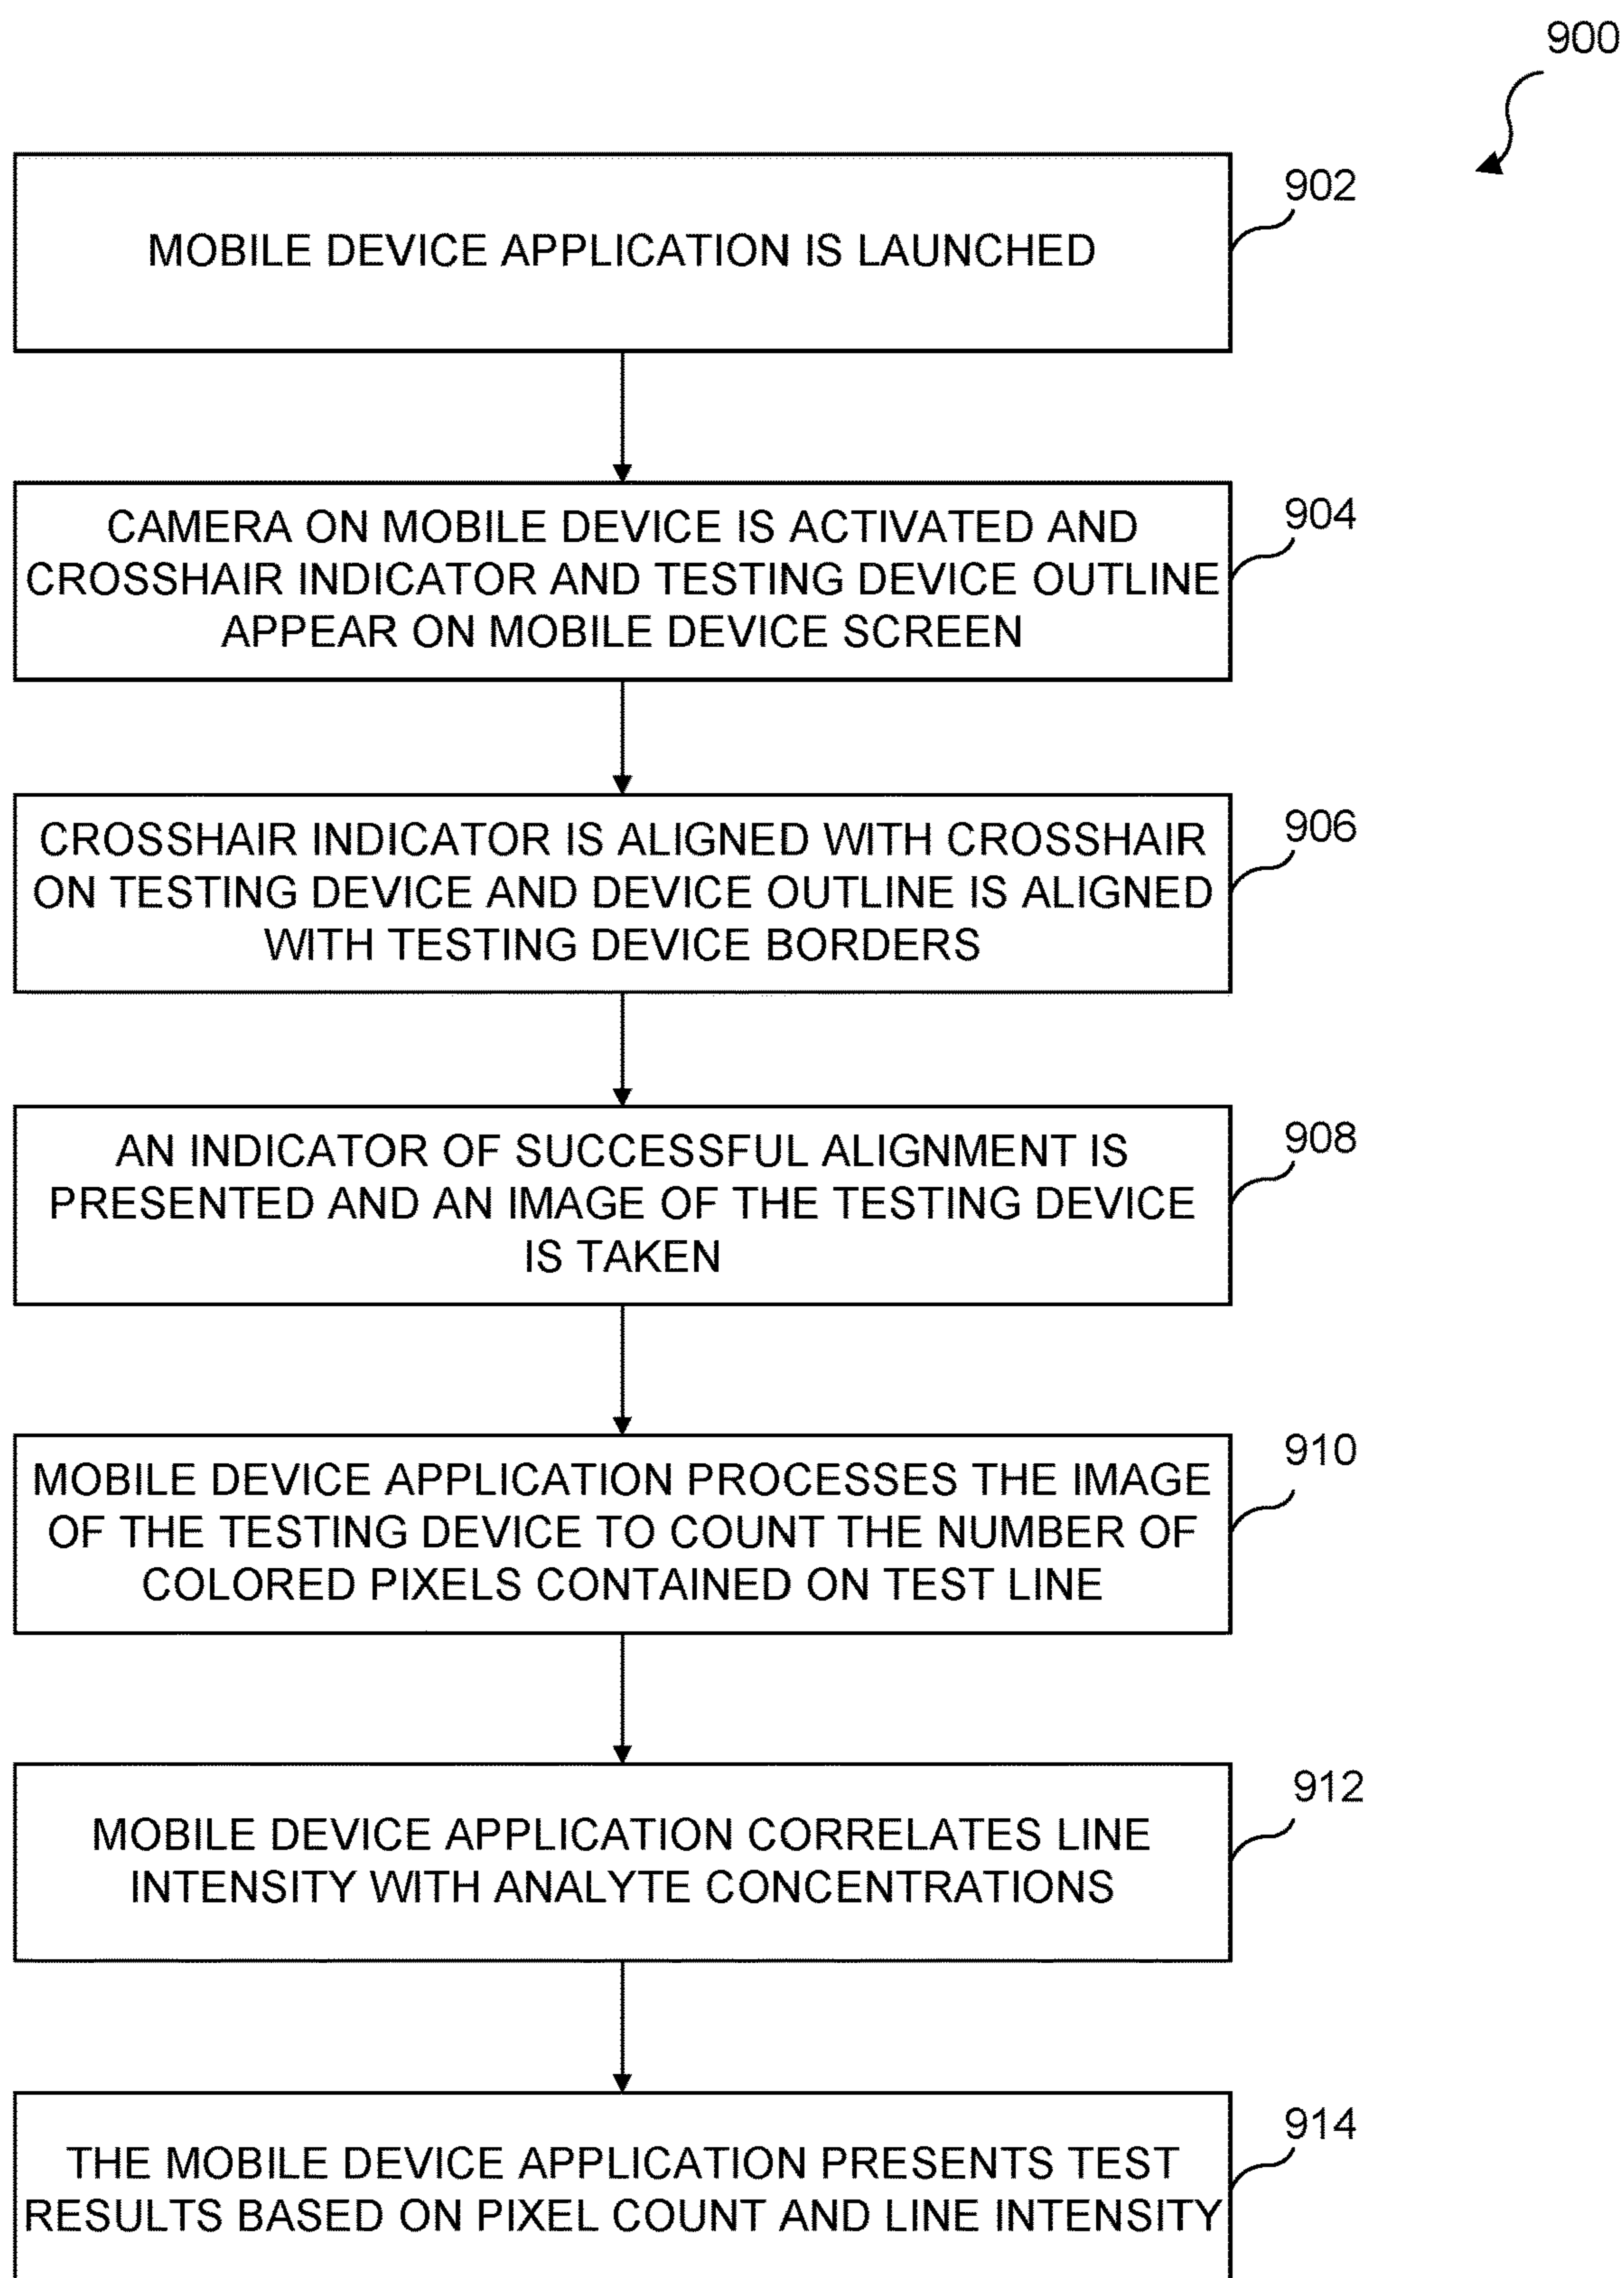 900
902
MOBILE DEVICE APPLICATION IS LAUNCHED
904
CAMERA ON MOBILE DEVICE IS ACTIVATED AND
CROSSHAIR INDICATOR AND TESTING DEVICE OUTLINE
APPEAR ON MOBILE DEVICE SCREEN
906
CROSSHAIR INDICATOR IS ALIGNED WITH CROSSHAIR
ON TESTING DEVICE AND DEVICE OUTLINE IS ALIGNED
WITH TESTING DEVICE BORDERS
908
AN INDICATOR OF SUCCESSFUL ALIGNMENT IS
PRESENTED AND AN IMAGE OF THE TESTING DEVICE
IS TAKEN
910
MOBILE DEVICE APPLICATION PROCESSES THE IMAGE
OF THE TESTING DEVICE TO COUNT THE NUMBER OF
COLORED PIXELS CONTAINED ON TEST LINE
912
MOBILE DEVICE APPLICATION CORRELATES LINE
INTENSITY WITH ANALYTE CONCENTRATIONS
914
THE MOBILE DEVICE APPLICATION PRESENTS TEST
RESULTS BASED ON PIXEL COUNT AND LINE INTENSITY